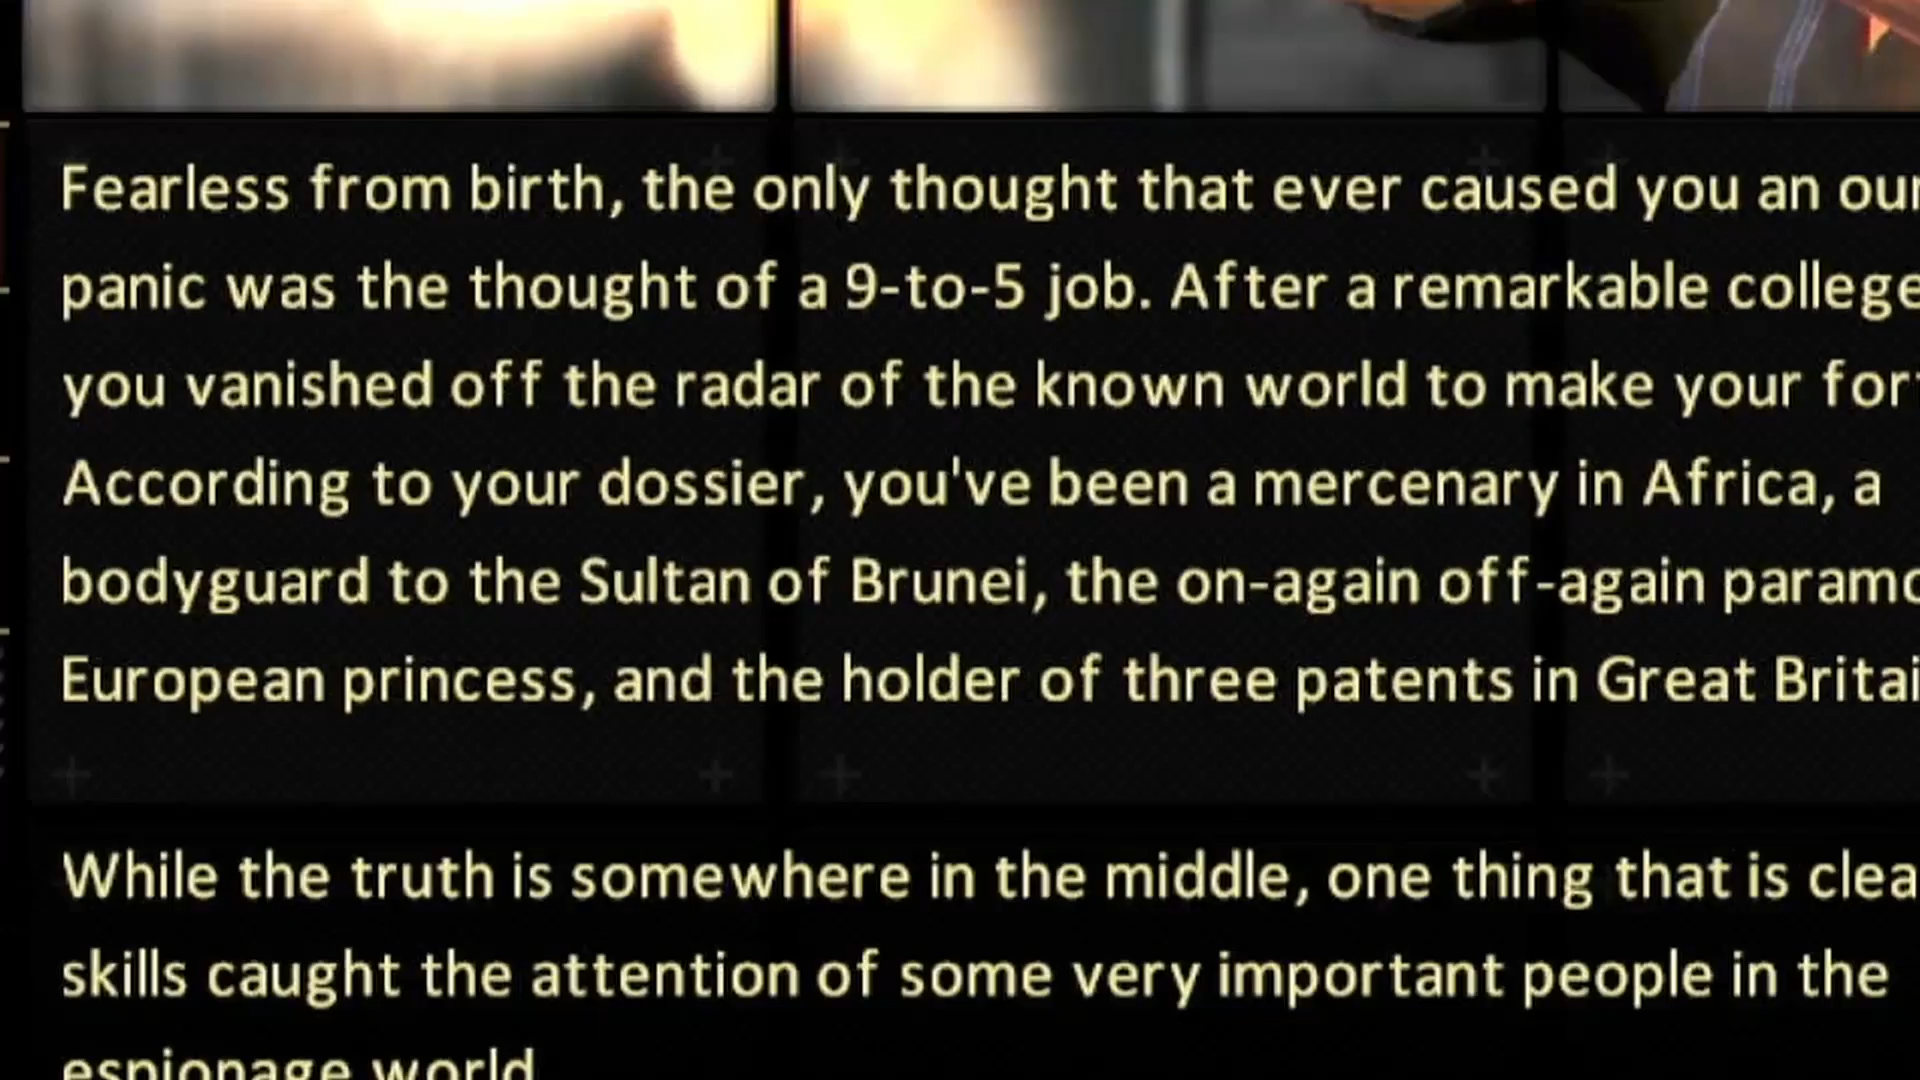 Fearless from birth, the only thought that ever caused you an
panic was the thought of a 9-to-5 job. After a remarkable college
you vanished off the radar of the known world to make your
According to your dossier, you've been a mercenary in Africa, a
bodyguard to the Sultan of Brunei, the on-again off-again
European princess, and the holder of three patents in Great
While the truth is somewhere in the middle, one thing that is
skills caught the attention of some very important people in the
espionage world